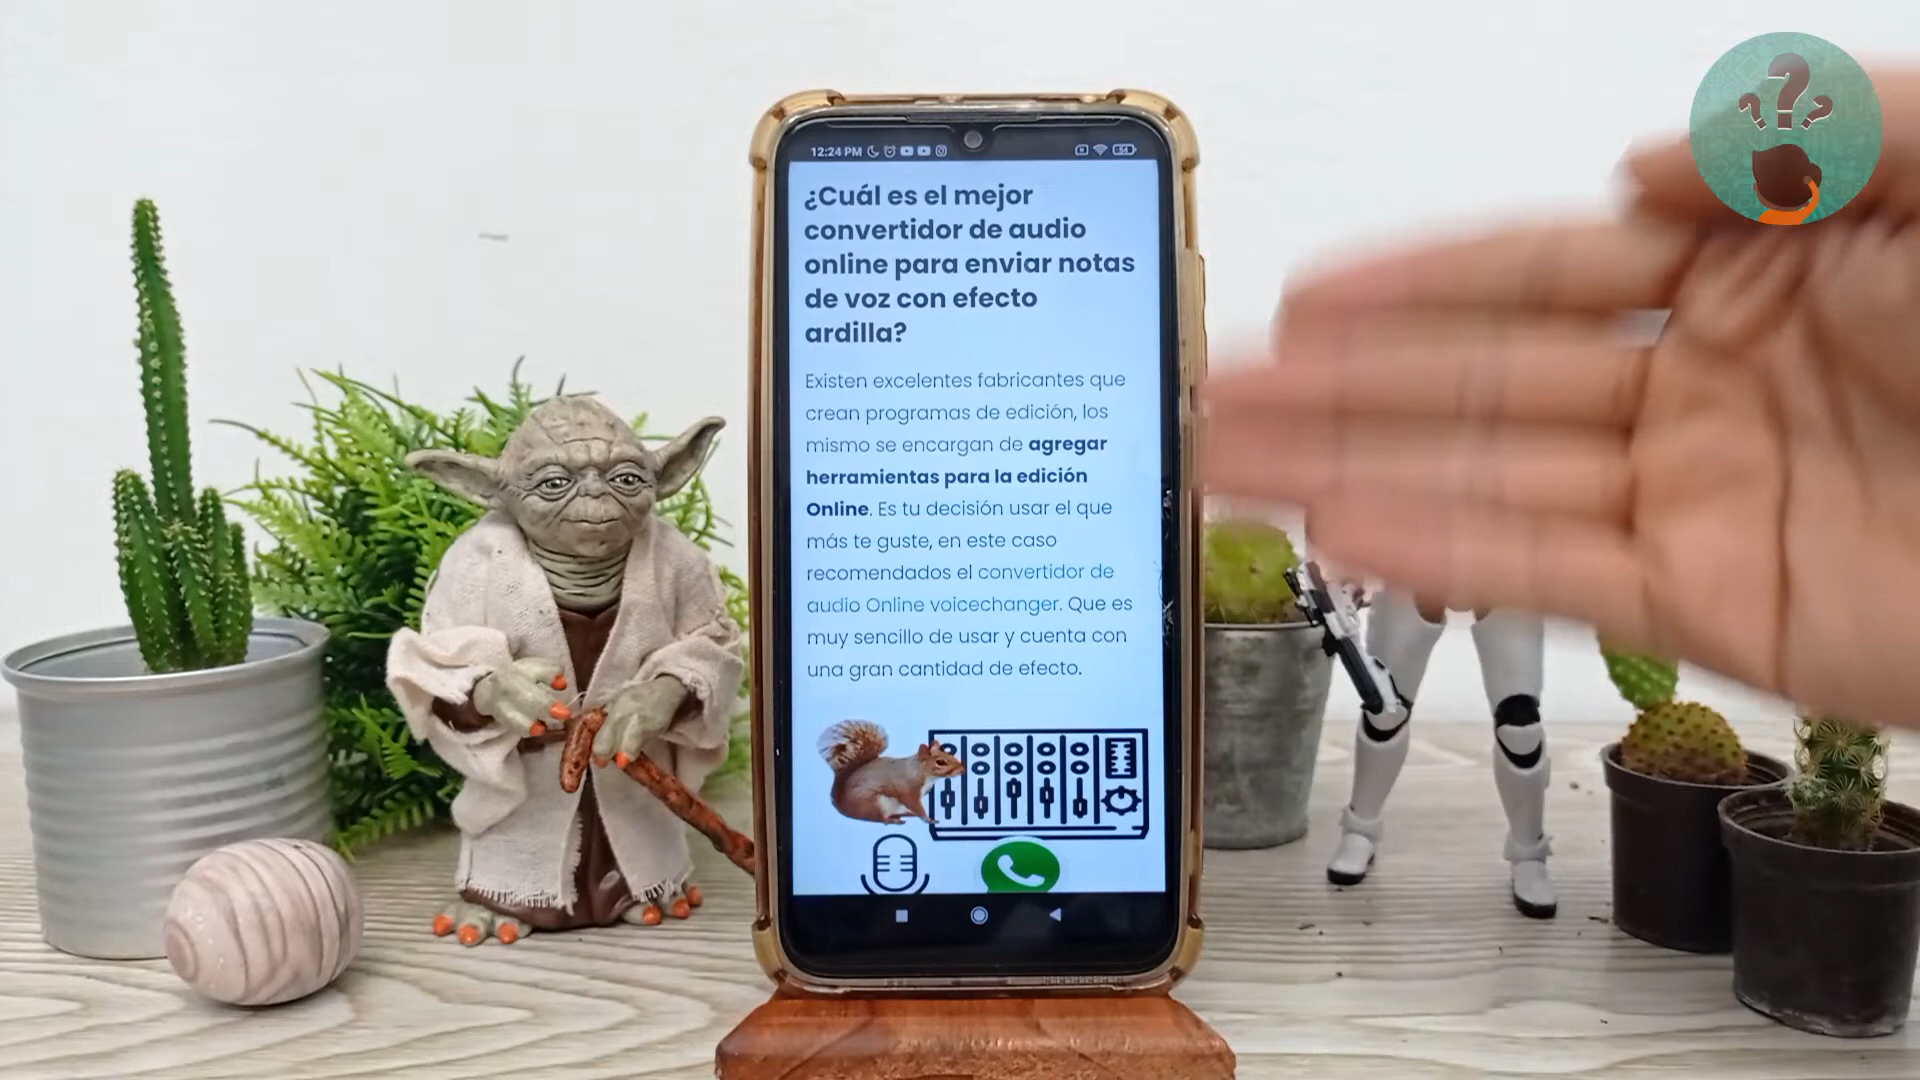 12:24 PM
54
¿Cuál es el mejor
convertidor de audio
online para enviar notas
de voz con efecto
ardilla?
Existen excelentes fabricantes que
crean programas de edición, los
mismo se encargan de agregar
herramientas para la edición
Online. Es tu decisión usar el que
más te guste, en este caso
recomendados el convertidor de
audio Online voicechanger. Que es
muy sencillo de usar y cuenta con
una gran cantidad de efecto.